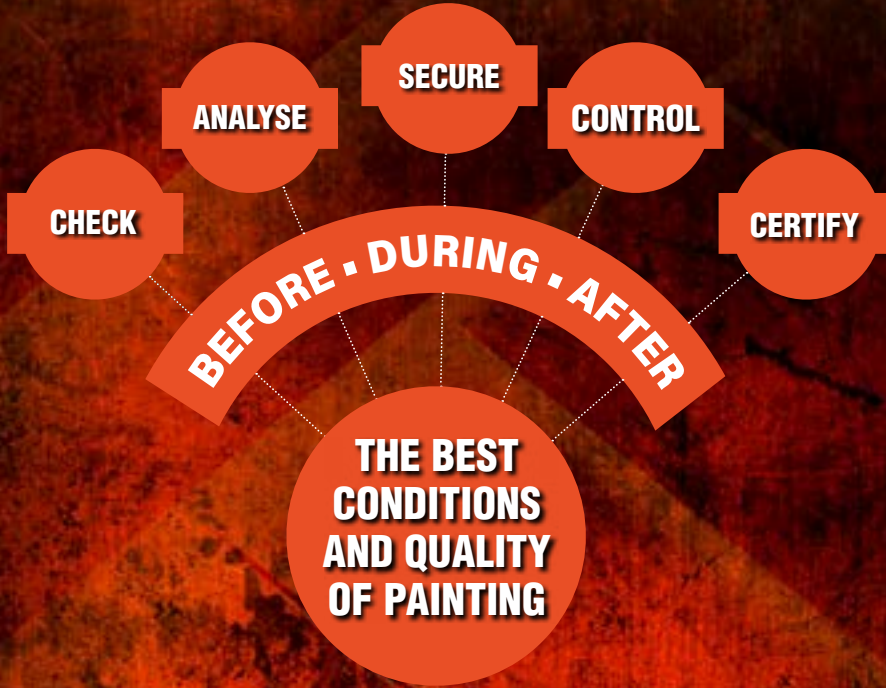 CHECK
ANALYSE
SECURE
CONTROL
CERTIFY
BEFORE ▪ DURING ▪ AFTER
THE BEST
CONDITIONS
AND QUALITY
OF PAINTING